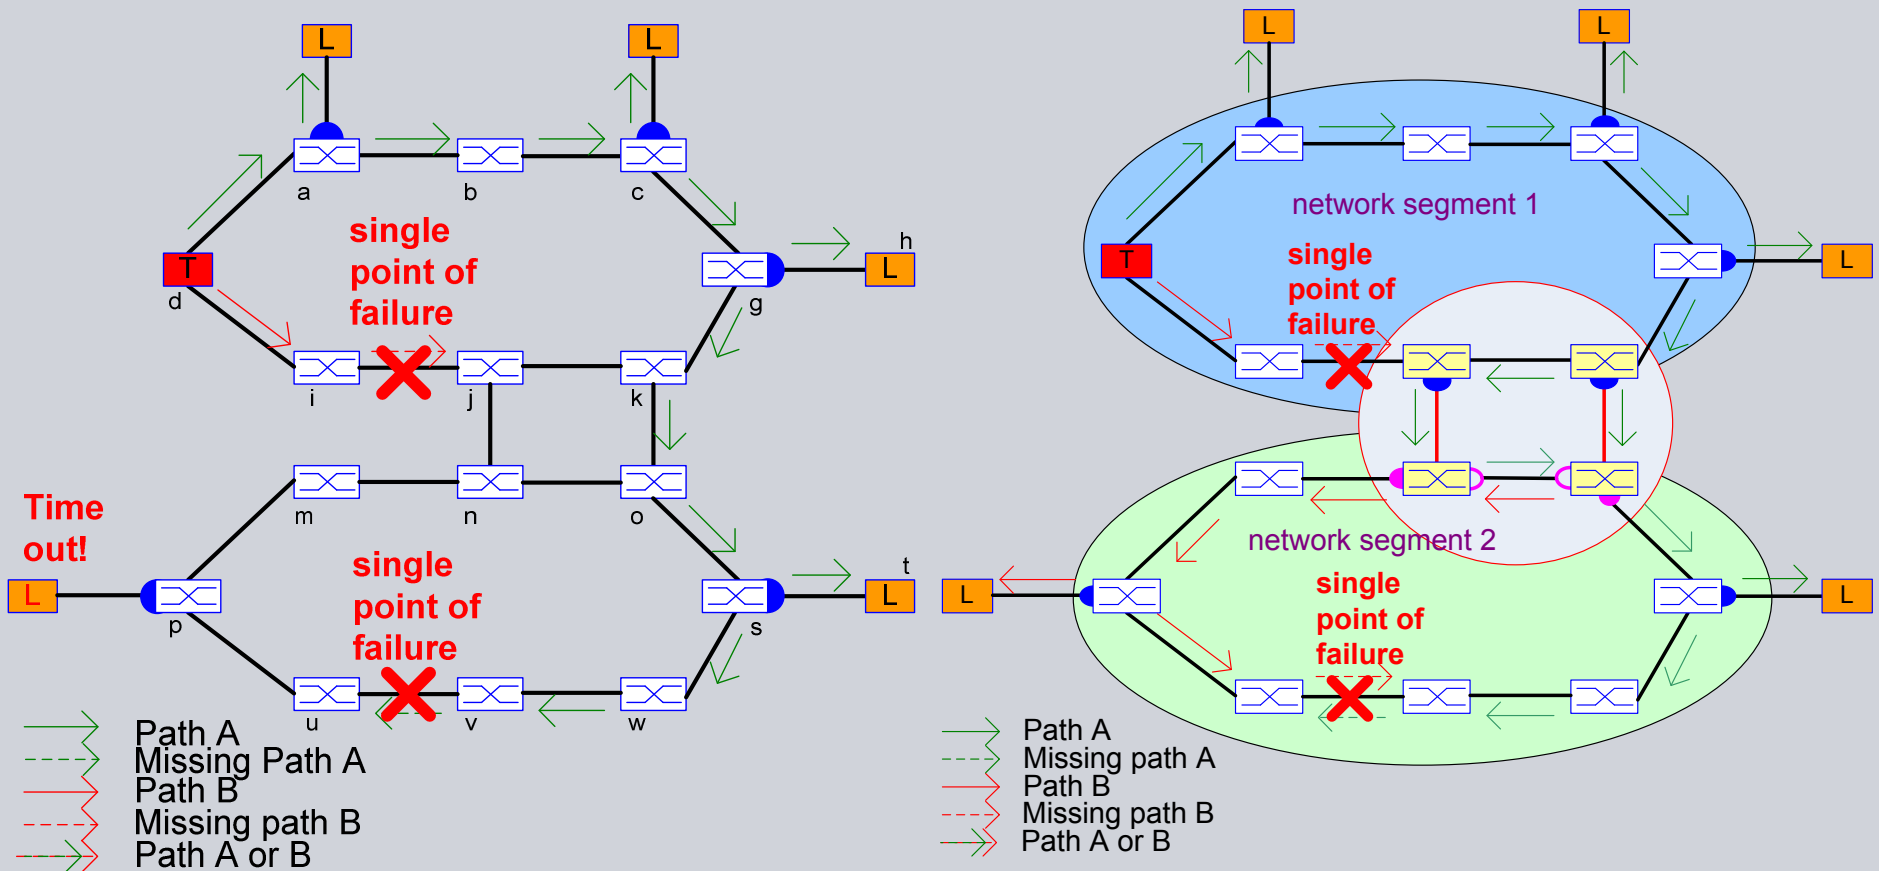 L
L
a
b
c
single
point of
failure
T
d
h
L
g
i
j
k
Time
out!
m
n
o
L
p
single
point of
failure
t
L
s
u
v
w
Path A
Missing Path A
Path B
Missing path B
Path A or B
L
L
network segment 1
T
single
point of
failure
L
network segment 2
L
single
point of
failure
L
Path A
Missing path A
Path B
Missing path B
Path A or B